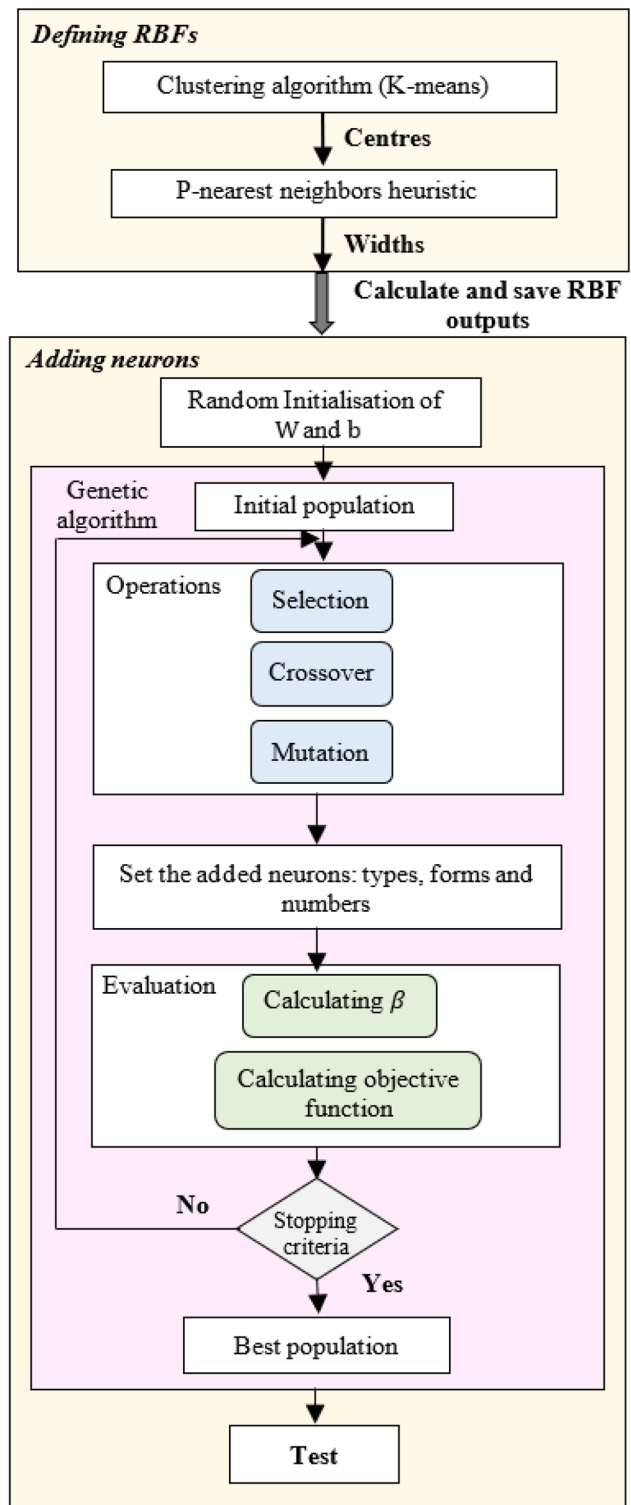 Defining RBFs
Clustering algorithm (K-means)
Centres
P-nearest neighbors heuristic
Widths
Calculate and save RBF
outputs
Adding neurons
Random Initialisation of
W and b
Genetic
algorithm
Initial population
Operations
Selection
Crossover
Mutation
Set the added neurons: types, forms and
numbers
Evaluation
Calculating β
Calculating objective
function
No
Stopping
criteria
Yes
Best population
Test